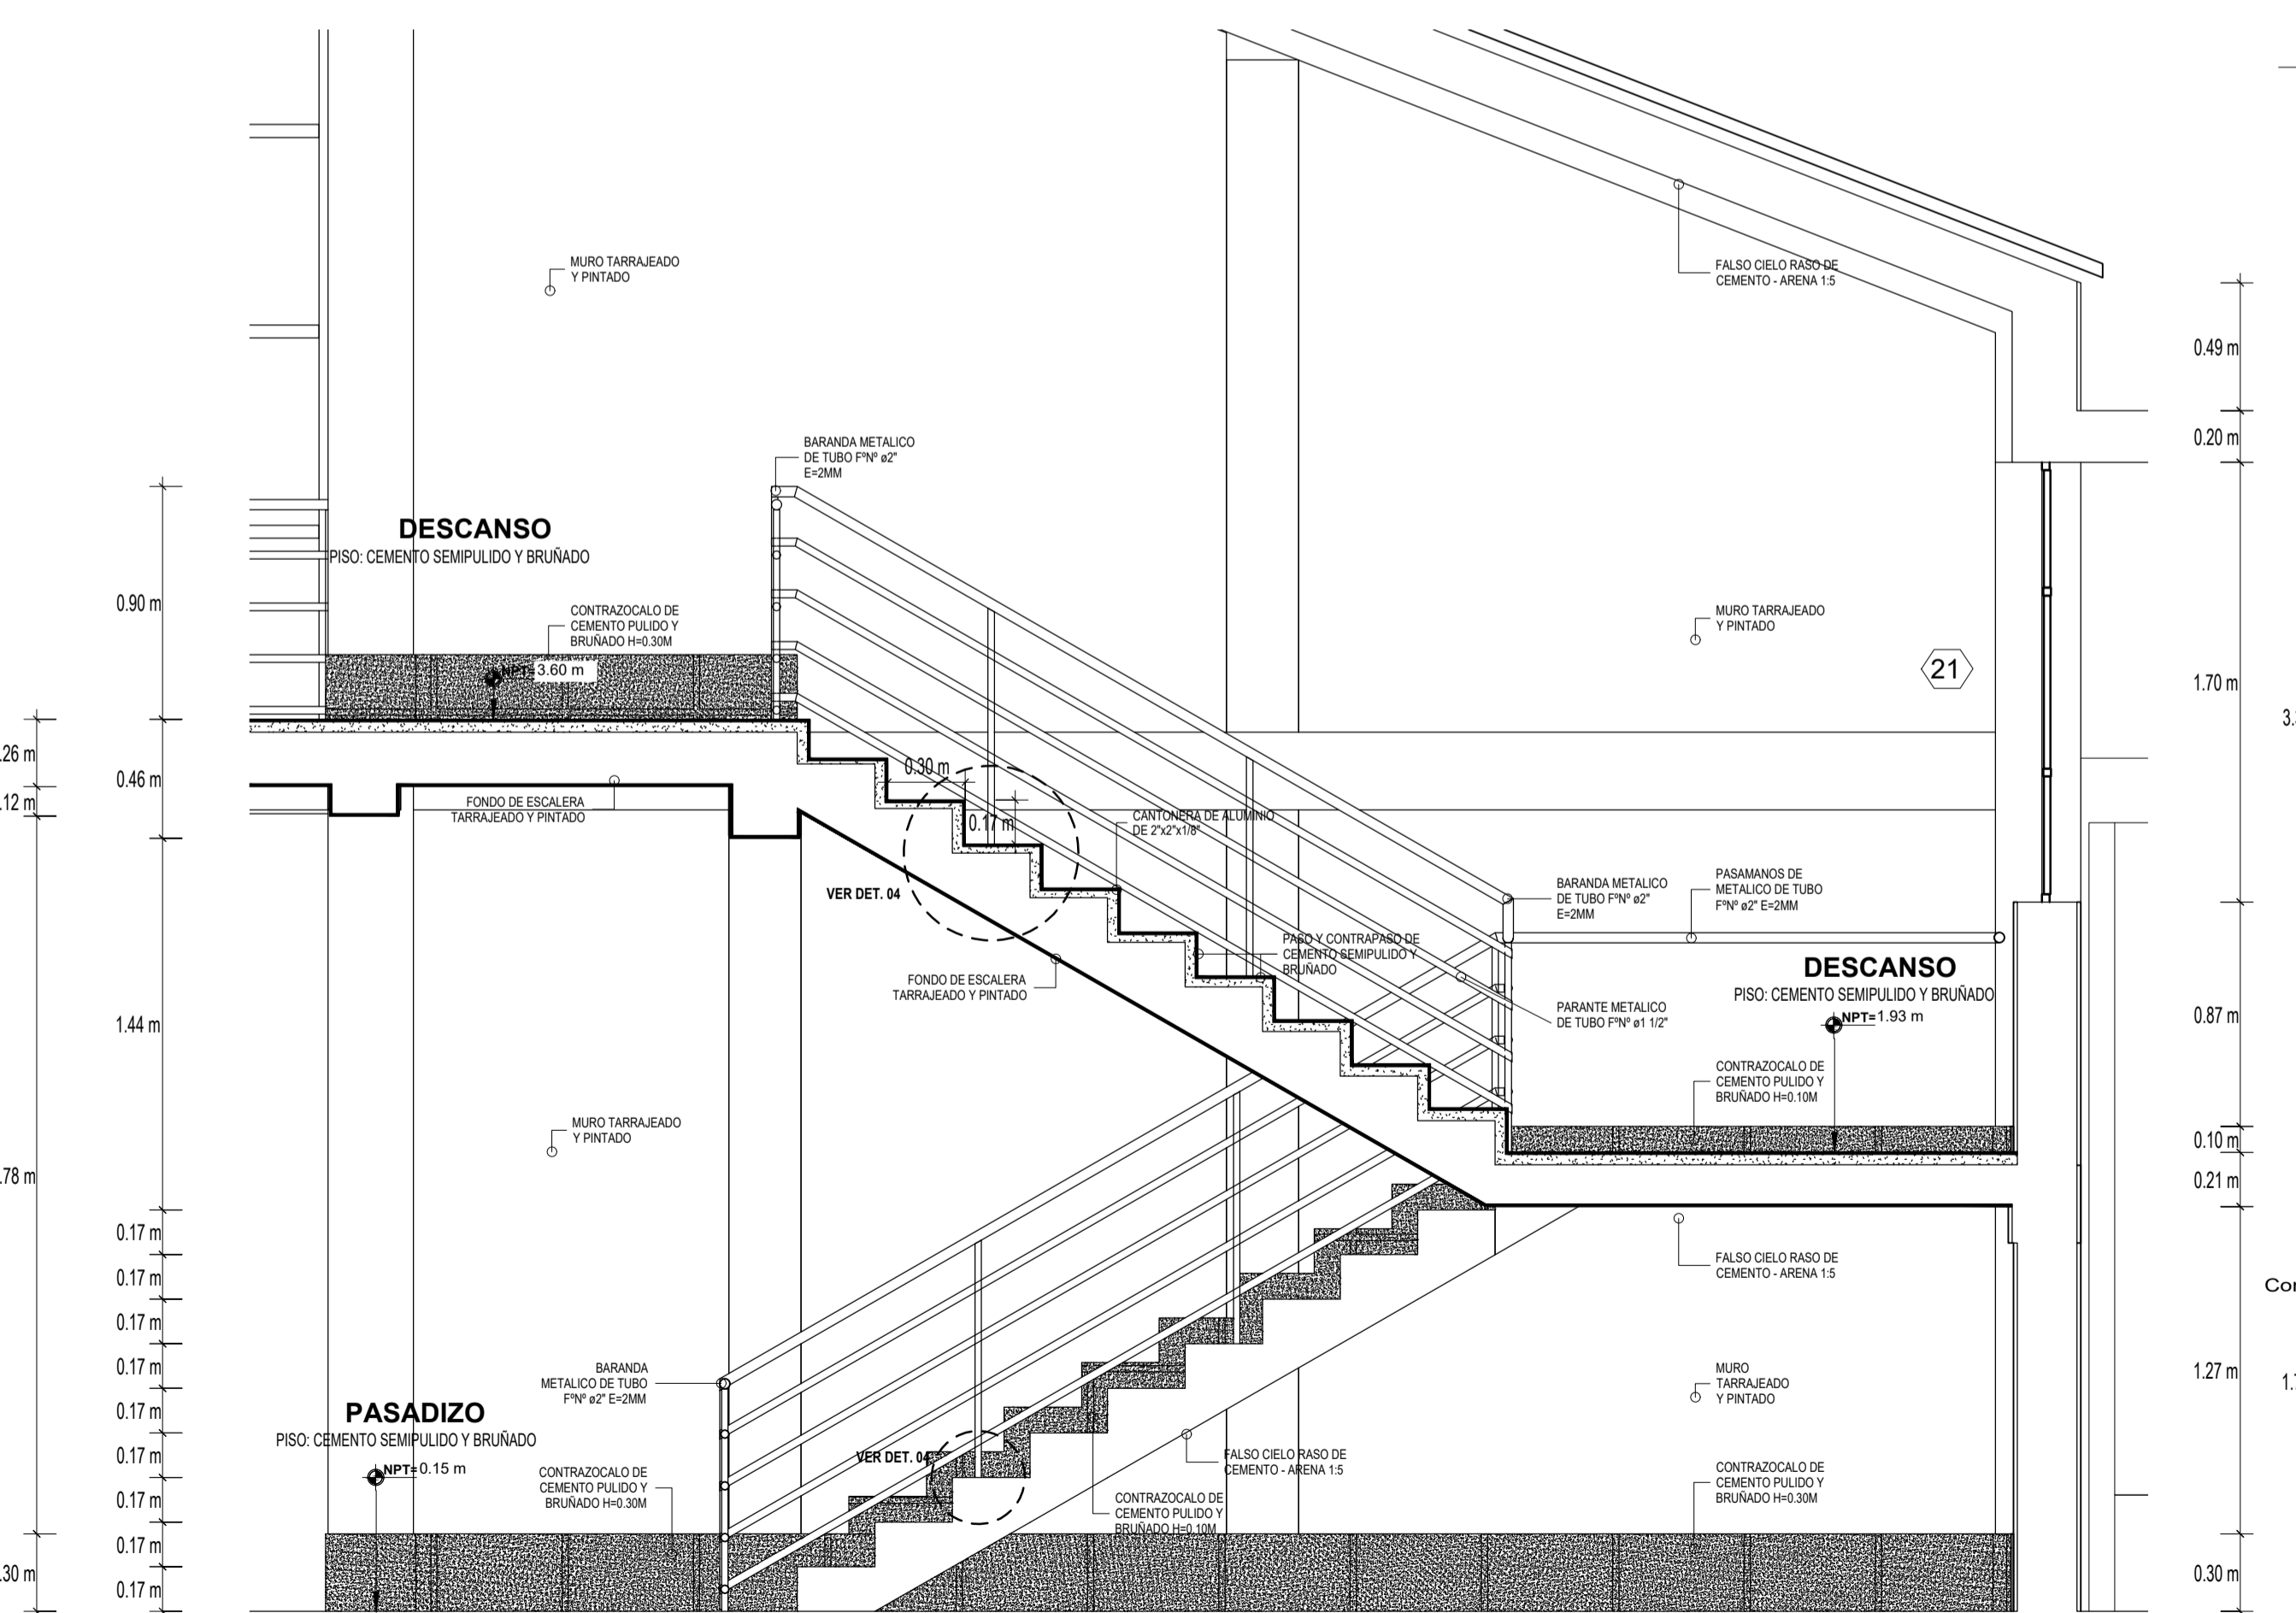 MURO TARRAJEADO
Y PINTADO
FALSO CIELO RASO DE
CEMENTO - ARENA 1:5
0.49 m
0.20 m
BARANDA METALICO
DE TUBO FºNº ø2"
E=2MM
DESCANSO
PISO: CEMENTO SEMIPULIDO Y BRUÑADO
0.90 m
CONTRAZOCALO DE
CEMENTO PULIDO Y
BRUÑADO H=0.30M
NPT= 3.60 m
MURO TARRAJEADO
Y PINTADO
21
1.70 m
.26 m
.12 m
0.46 m
FONDO DE ESCALERA
TARRAJEADO Y PINTADO
0.30 m
0.17 m
CANTONERA DE ALUMINIO
DE 2"x2"x1/8"
VER DET. 04
BARANDA METALICO
DE TUBO FºNº ø2"
E=2MM
PASAMANOS DE
METALICO DE TUBO
FºNº ø2" E=2MM
PASO Y CONTRAPASO DE
CEMENTO SEMIPULIDO Y
BRUÑADO
FONDO DE ESCALERA
TARRAJEADO Y PINTADO
DESCANSO
PISO: CEMENTO SEMIPULIDO Y BRUÑADO
NPT= 1.93 m
PARANTE METALICO
DE TUBO FºNº ø1 1/2"
0.87 m
1.44 m
CONTRAZOCALO DE
CEMENTO PULIDO Y
BRUÑADO H=0.10M
0.10 m
0.21 m
MURO TARRAJEADO
Y PINTADO
.78 m
0.17 m
0.17 m
0.17 m
0.17 m
0.17 m
0.17 m
0.17 m
0.17 m
0.17 m
FALSO CIELO RASO DE
CEMENTO - ARENA 1:5
BARANDA
METALICO DE TUBO
FºNº ø2" E=2MM
MURO
TARRAJEADO
Y PINTADO
1.27 m
PASADIZO
PISO: CEMENTO SEMIPULIDO Y BRUÑADO
NPT= 0.15 m
CONTRAZOCALO DE
CEMENTO PULIDO Y
BRUÑADO H=0.30M
VER DET. 04
FALSO CIELO RASO DE
CEMENTO - ARENA 1:5
CONTRAZOCALO DE
CEMENTO PULIDO Y
BRUÑADO H=0.10M
CONTRAZOCALO DE
CEMENTO PULIDO Y
BRUÑADO H=0.30M
.30 m
0.30 m